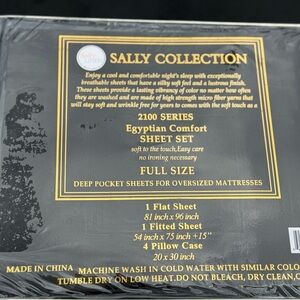 SALLY COLLECTION
Enjoy a cool and comfortable night's sleep with exceptionally
breathable sheets that have a silky soft feel and a lustrous finish.
These sheets provide a lasting vibrancy of color no matter how often
they are washed and are made of high strength micro fiber yarns that
will stay soft and wrinkle free for years to comes with the soft touch as a
2100 SERIES
Egyptian Comfort
SHEET SET
soft to the touch,Easy care
no ironing necessary
FULL SIZE
DEEP POCKET SHEETS FOR OVERSIZED MATTRESSES
1 Flat Sheet
81 inch x 96 inch
1 Fitted Sheet
54 inch x 75 inch +15"
4 Pillow Case
20 x 30 inch
MADE IN CHINA MACHINE WASH IN COLD WATER WITH SIMILAR COLO
TUMBLE DRY ON LOW HEAT.DO NOT BLEACH, DRY CLEAN,O